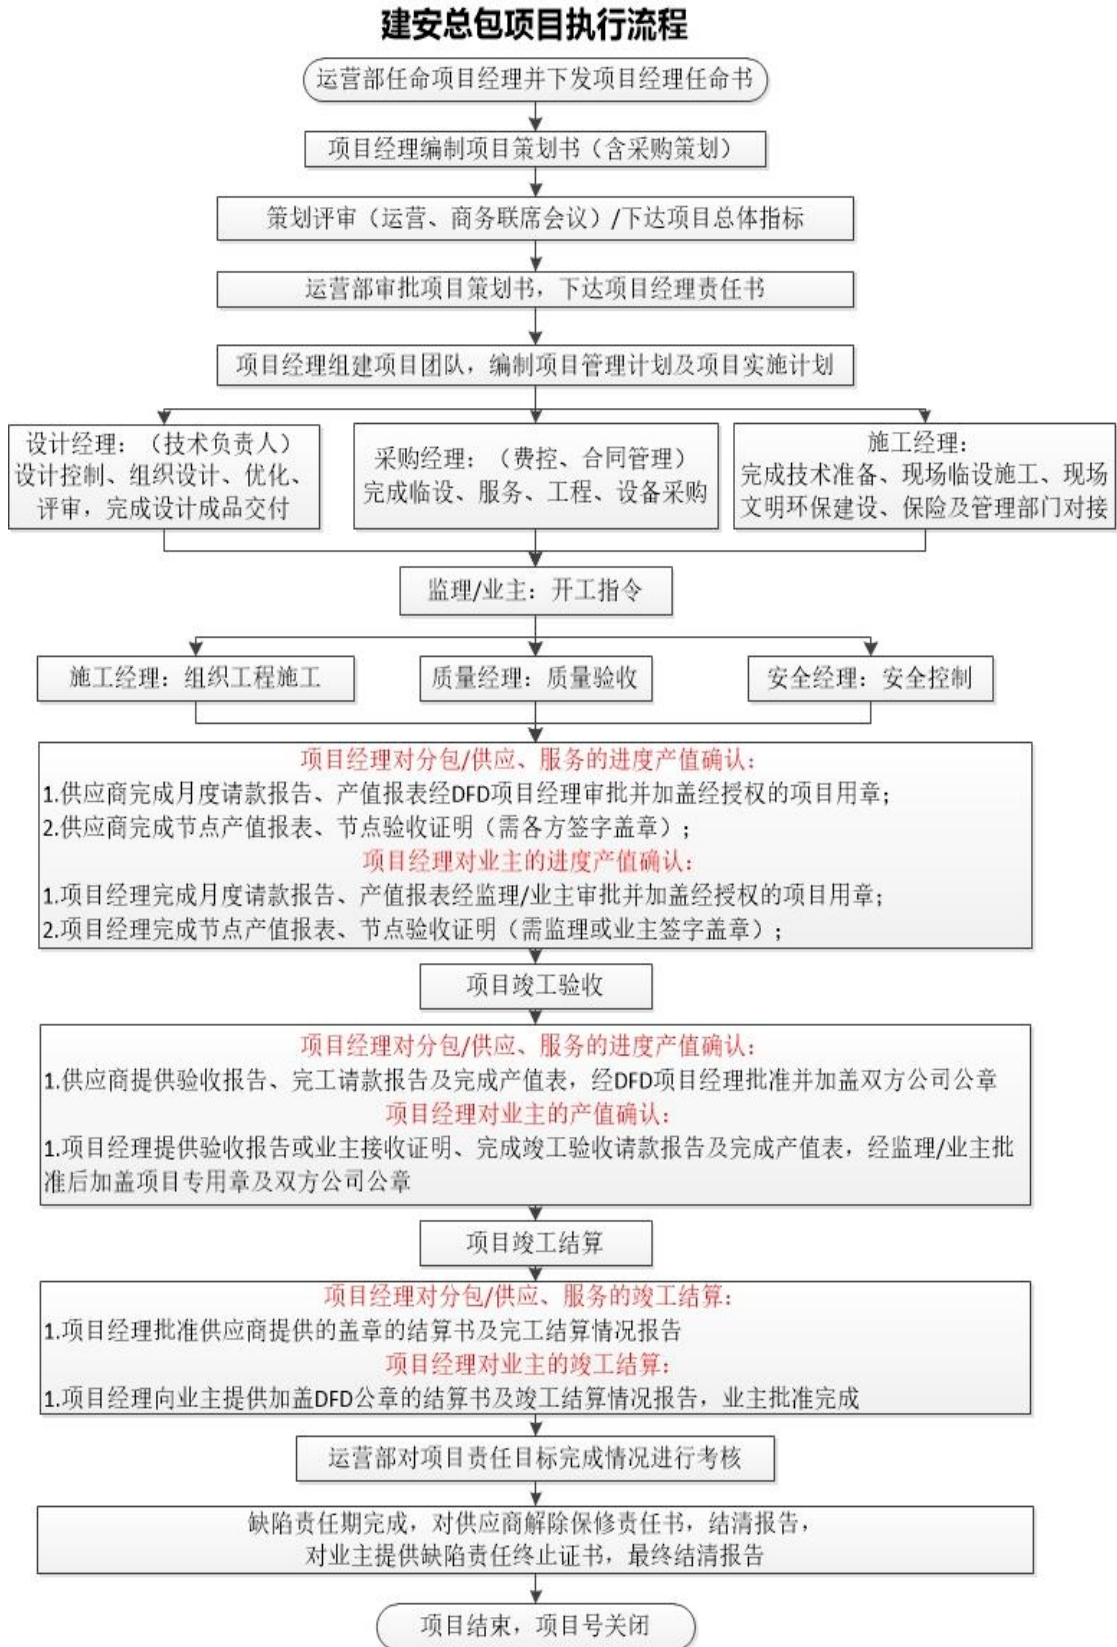 建安总包项目执行流程
运营部任命项目经理并下发项目经理任命书
项目经理编制项目策划书（含采购策划）
策划评审（运营、商务联席会议）/下达项目总体指标
运营部审批项目策划书，下达项目经理责任书
项目经理组建项目团队，编制项目管理计划及项目实施计划
设计经理：（技术负责人）
设计控制、组织设计、优化、
评审，完成设计成品交付
采购经理：（费控、合同管理）
完成临设、服务、工程、设备采购
施工经理：
完成技术准备、现场临设施工、现场
文明环保建设、保险及管理部门对接
监理/业主：开工指令
施工经理：组织工程施工
质量经理：质量验收
安全经理：安全控制
项目经理对分包/供应、服务的进度产值确认：
1.供应商完成月度请款报告、产值报表经DFD项目经理审批并加盖经授权的项目用章；
2.供应商完成节点产值报表、节点验收证明（需各方签字盖章）；
项目经理对业主的进度产值确认：
1.项目经理完成月度请款报告、产值报表经监理/业主审批并加盖经授权的项目用章；
2.项目经理完成节点产值报表、节点验收证明（需监理或业主签字盖章）；
项目竣工验收
项目经理对分包/供应、服务的进度产值确认：
1.供应商提供验收报告、完工请款报告及完成产值表，经DFD项目经理批准并加盖双方公司公章
项目经理对业主的产值确认：
1.项目经理提供验收报告或业主接收证明、完成竣工验收请款报告及完成产值表，经监理/业主批
准后加盖项目专用章及双方公司公章
项目竣工结算
项目经理对分包/供应、服务的竣工结算：
1.项目经理批准供应商提供的盖章的结算书及完工结算情况报告
项目经理对业主的竣工结算：
1.项目经理向业主提供加盖DFD公章的结算书及竣工结算情况报告，业主批准完成
运营部对项目责任目标完成情况进行考核
缺陷责任期完成，对供应商解除保修责任书，结清报告，
对业主提供缺陷责任终止证书，最终结清报告
项目结束，项目号关闭